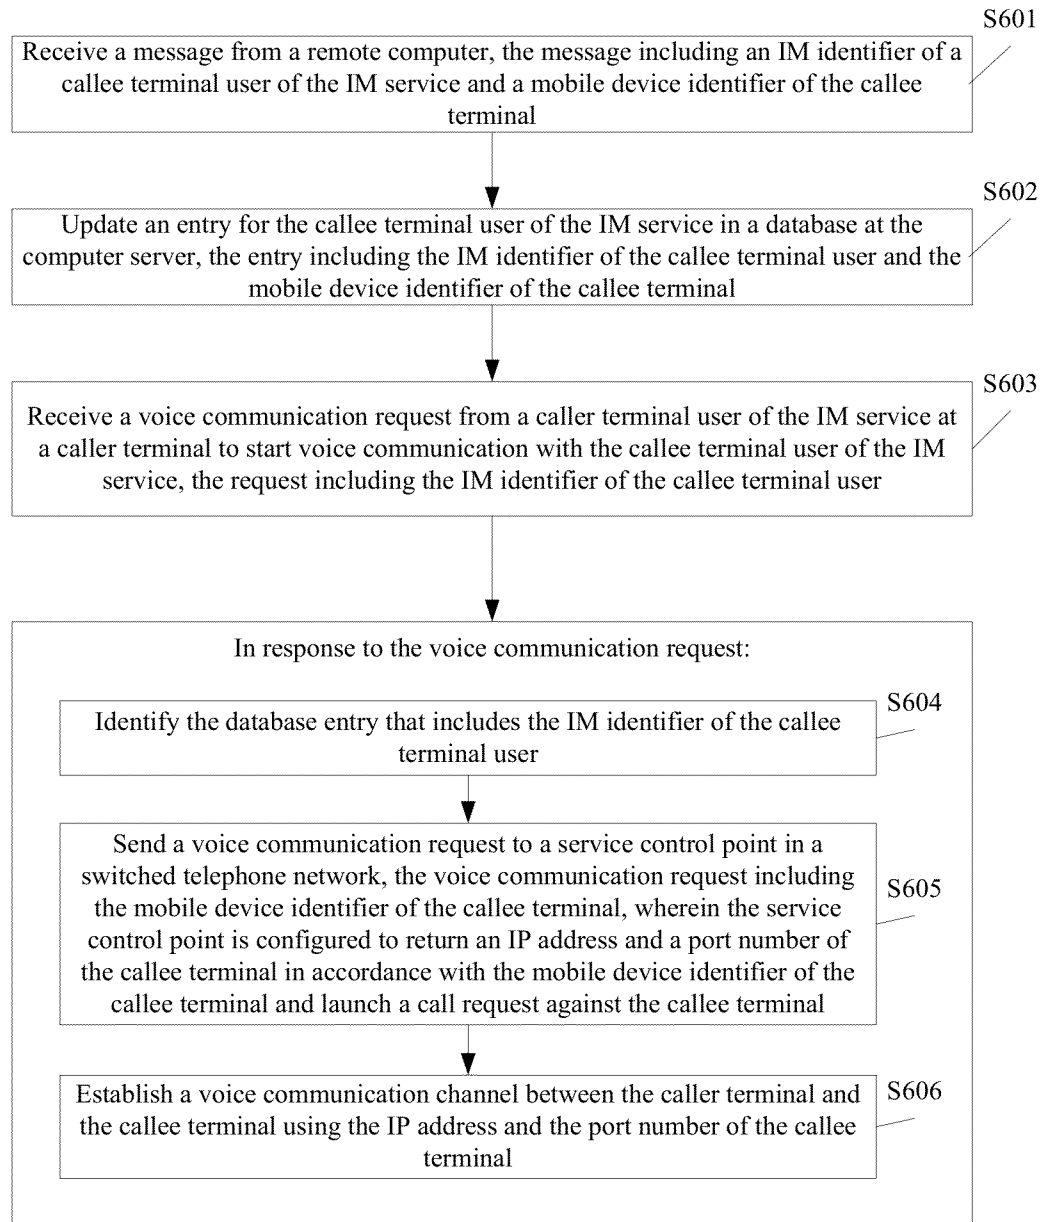 S601
Receive a message from a remote computer, the message including an IM identifier of a
callee terminal user of the IM service and a mobile device identifier of the callee
terminal
S602
Update an entry for the callee terminal user of the IM service in a database at the
computer server, the entry including the IM identifier of the callee terminal user and the
mobile device identifier of the callee terminal
S603
Receive a voice communication request from a caller terminal user of the IM service at
a caller terminal to start voice communication with the callee terminal user of the IM
service, the request including the IM identifier of the callee terminal user
In response to the voice communication request:
S604
Identify the database entry that includes the IM identifier of the callee
terminal user
Send a voice communication request to a service control point in a
switched telephone network, the voice communication request including
the mobile device identifier of the callee terminal, wherein the service
control point is configured to return an IP address and a port number of
the callee terminal in accordance with the mobile device identifier of the
callee terminal and launch a call request against the callee terminal
S605
Establish a voice communication channel between the caller terminal and
the callee terminal using the IP address and the port number of the callee
terminal
S606